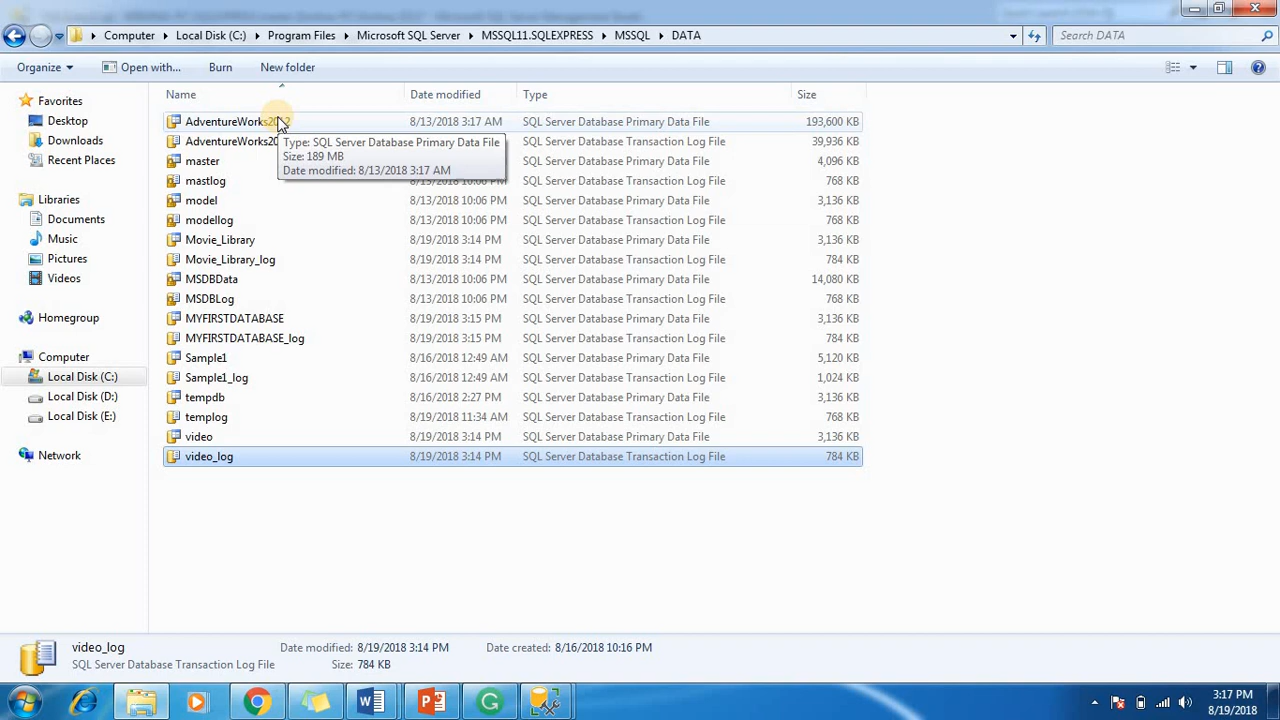 Computer Local Disk (C:) Program Files Microsoft SQL Server MSSQL11.SQLEXPRESS MSSQL DATA Search DATA
Organize Open with... Burn New folder
Favorites
Desktop
Downloads
Recent Places
Libraries
Documents
Music
Pictures
Videos
Homegroup
Computer
Local Disk (C:)
Local Disk (D:)
Local Disk (E:)
Network
Name Date modified Type Size
AdventureWorks2012 8/13/2018 3:17 AM SQL Server Database Primary Data File 193,600 KB
AdventureWorks20 SQL Server Database Transaction Log File 39,936 KB
Type: SQL Server Database Primary Data File
Size: 189 MB
Date modified: 8/13/2018 3:17 AM
master SQL Server Database Primary Data File 4,096 KB
mastlog 8/13/2018 10:06 PM SQL Server Database Transaction Log File 768 KB
model 8/13/2018 10:06 PM SQL Server Database Primary Data File 3,136 KB
modellog 8/13/2018 10:06 PM SQL Server Database Transaction Log File 768 KB
Movie_Library 8/19/2018 3:14 PM SQL Server Database Primary Data File 3,136 KB
Movie_Library_log 8/19/2018 3:14 PM SQL Server Database Transaction Log File 784 KB
MSDBData 8/13/2018 10:06 PM SQL Server Database Primary Data File 14,080 KB
MSDBLog 8/13/2018 10:06 PM SQL Server Database Transaction Log File 768 KB
MYFIRSTDATABASE 8/19/2018 3:15 PM SQL Server Database Primary Data File 3,136 KB
MYFIRSTDATABASE_log 8/19/2018 3:15 PM SQL Server Database Transaction Log File 784 KB
Sample1 8/16/2018 12:49 AM SQL Server Database Primary Data File 5,120 KB
Sample1_log 8/16/2018 12:49 AM SQL Server Database Transaction Log File 1,024 KB
tempdb 8/16/2018 2:27 PM SQL Server Database Primary Data File 3,136 KB
templog 8/19/2018 11:34 AM SQL Server Database Transaction Log File 768 KB
video 8/19/2018 3:14 PM SQL Server Database Primary Data File 3,136 KB
video_log 8/19/2018 3:14 PM SQL Server Database Transaction Log File 784 KB
video_log Date modified: 8/19/2018 3:14 PM Date created: 8/16/2018 10:16 PM
SQL Server Database Transaction Log File Size: 784 KB
3:17 PM
8/19/2018